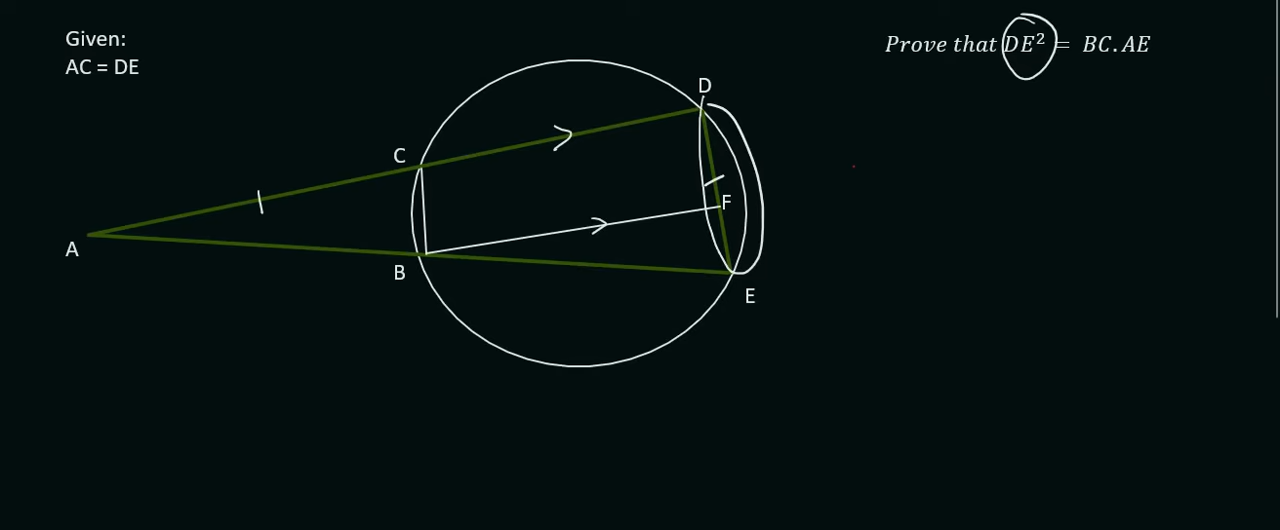 Given:
AC = DE
Prove that DE² = BC.AE
D
C
F
A
B
E